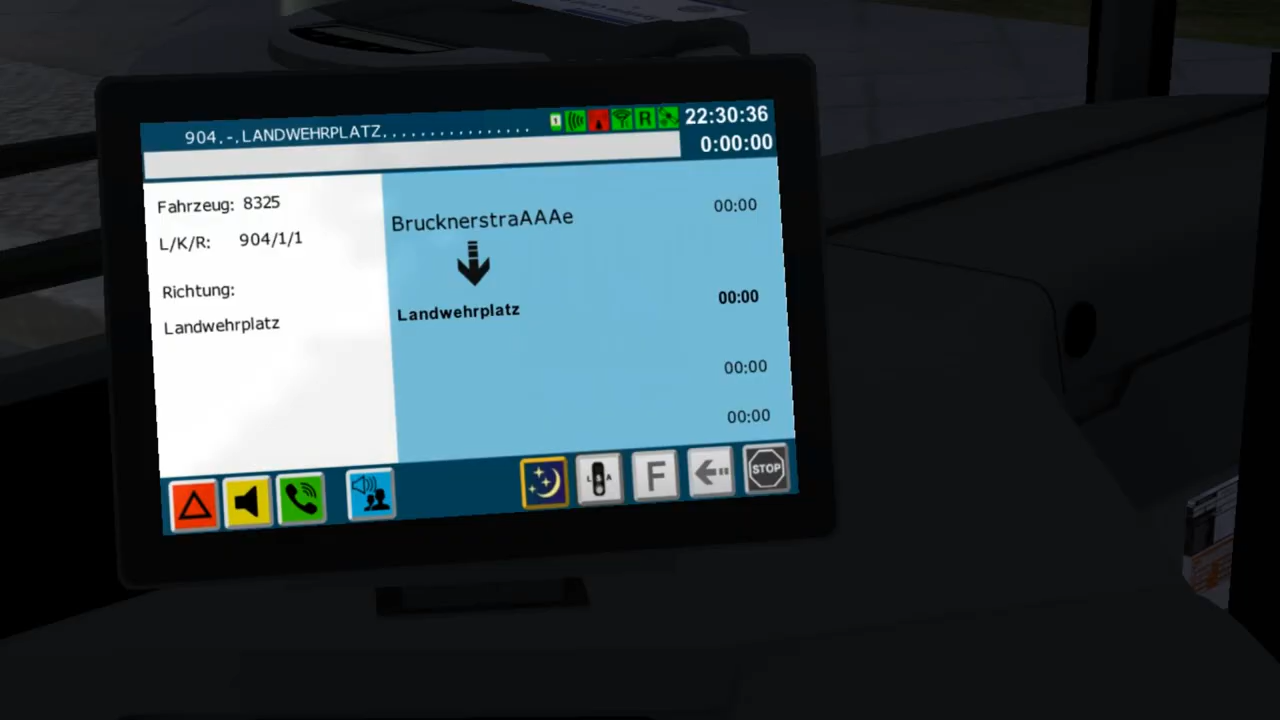 904.-.LANDWEHRPLATZ................
22:30:36
0:00:00
Fahrzeug: 8325
L/K/R: 904/1/1
Richtung:
Landwehrplatz
BrucknerstraAAAe 00:00
Landwehrplatz 00:00
00:00
00:00
F
STOP